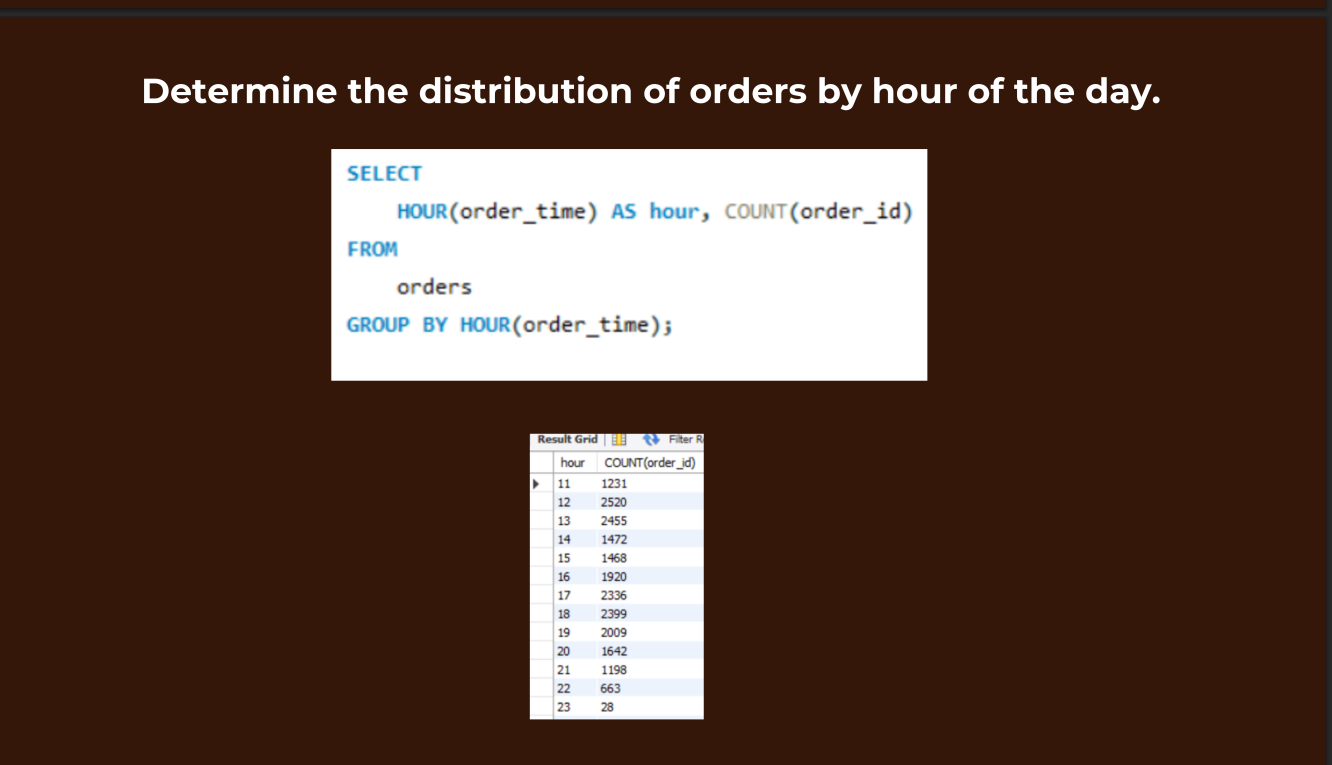 Determine the distribution of orders by hour of the day.
SELECT
HOUR(order_time) AS hour, COUNT(order_id)
FROM
orders
GROUP BY HOUR(order_time);
Result Grid | Filter R
hour COUNT(order_id)
11 1231
12 2520
13 2455
14 1472
15 1468
16 1920
17 2336
18 2399
19 2009
20 1642
21 1198
22 663
23 28